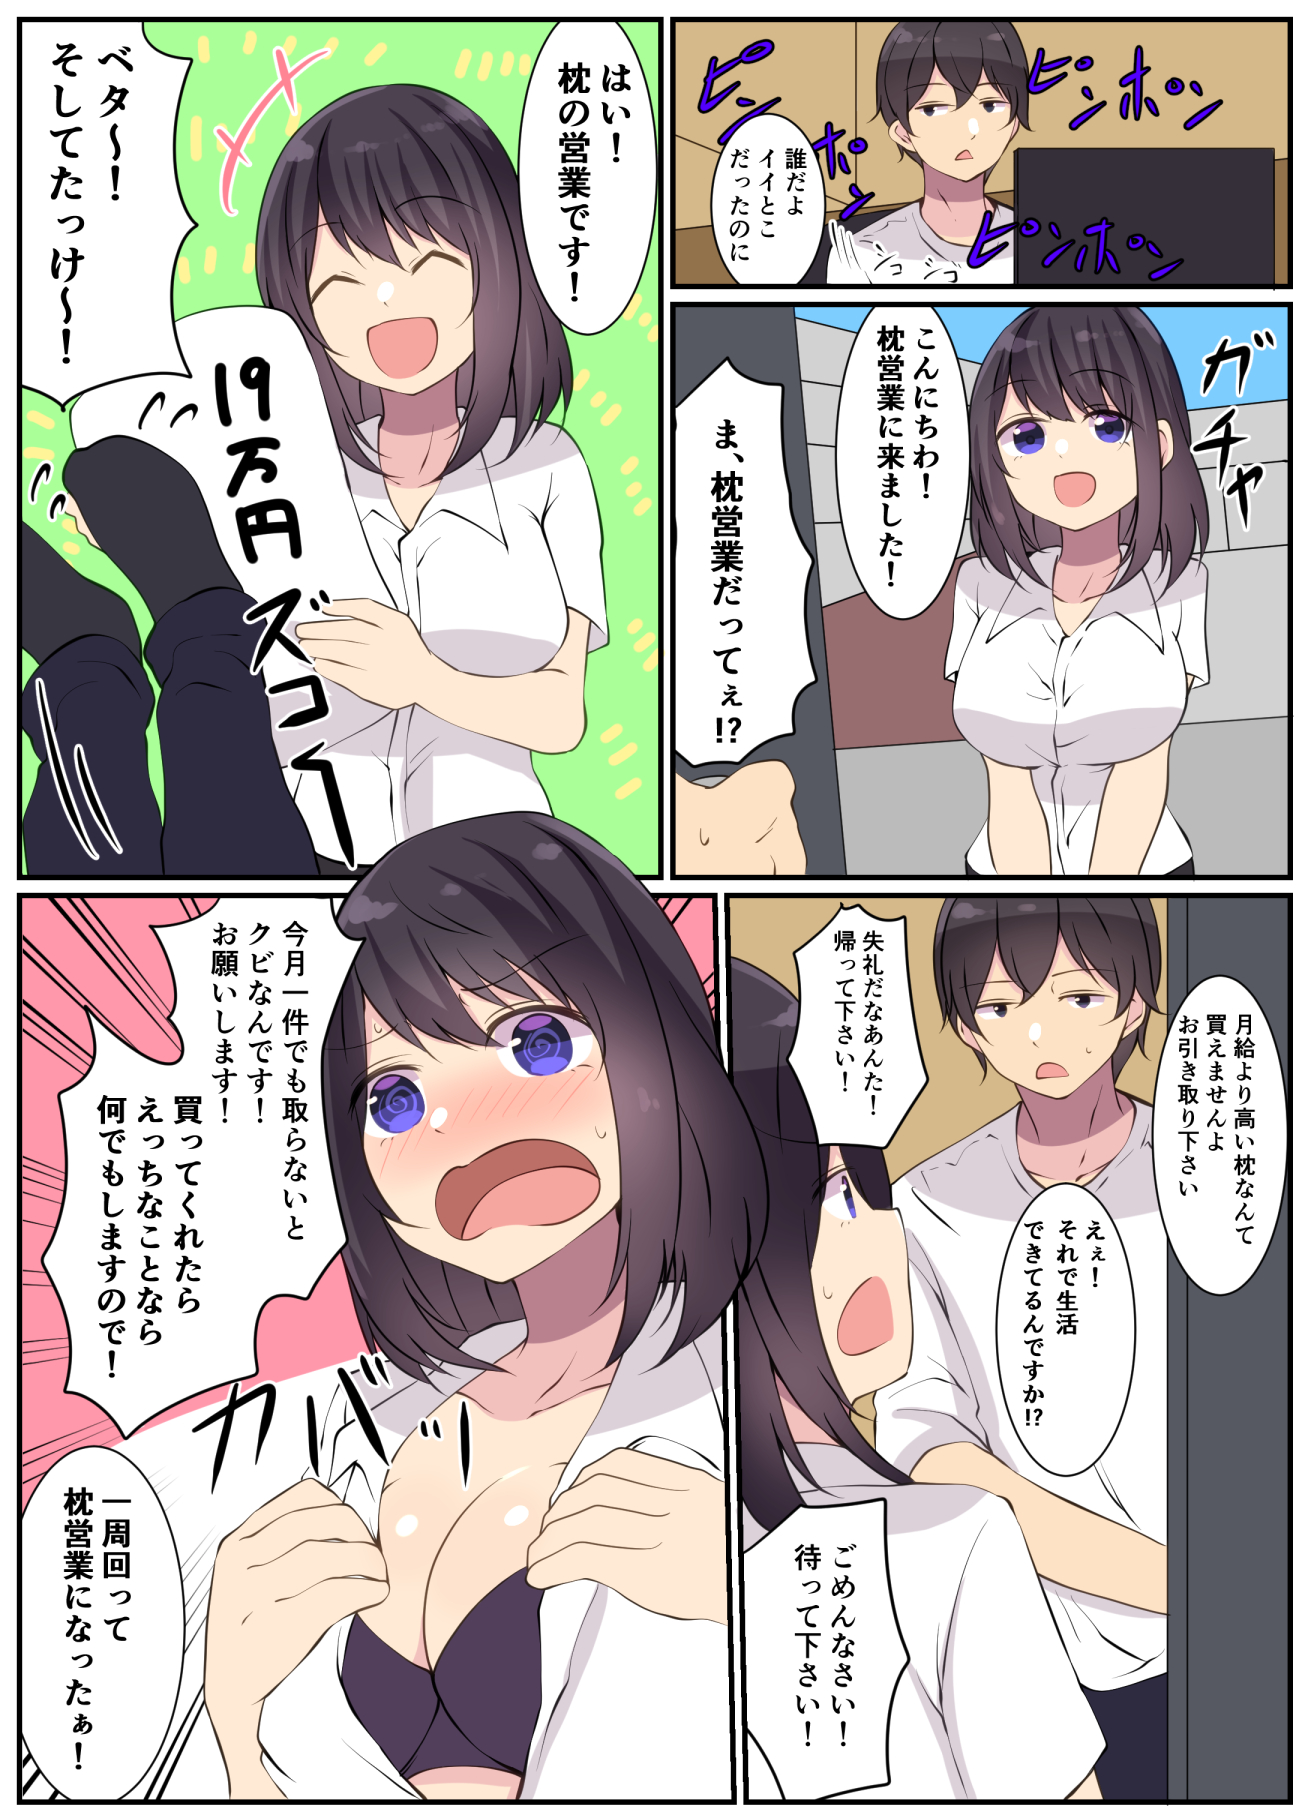 ピンポン
ピンポン
ピンポン
誰だよ
イイとこ
だったのに
シコ
シコ
ガチャ
こんにちわ！
枕営業に来ました！
ま、枕営業だってぇ!?
はい！
枕の営業です！
ベタ〜！
そしてたっけ〜！
19万円
ズコーッ
月給より高い枕なんて
買えませんよ
お引き取り下さい
えぇ！
それで生活
できてるんですか!?
失礼だなあんた！
帰って下さい！
ごめんなさい！
待って下さい！
今月一件でも取らないと
クビなんです！
お願いします！
買ってくれたら
えっちなことなら
何でもしますので！
ガバッー
一周回って
枕営業になったぁ！